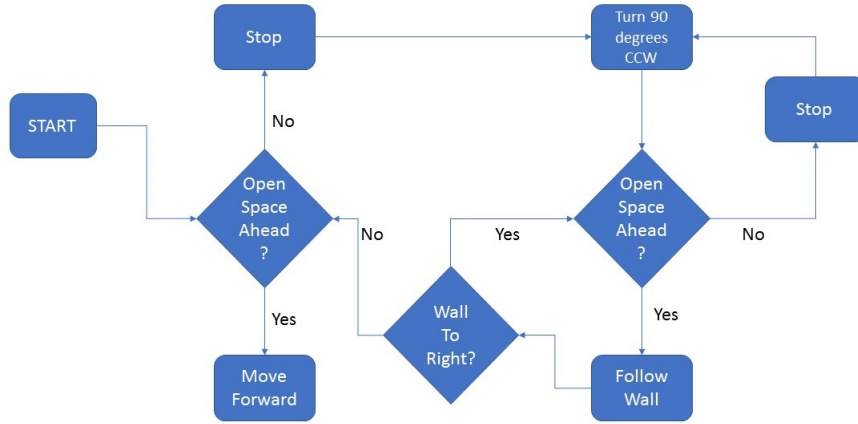 Stop
Turn 90
degrees
CCW
START
Stop
No
Open
Space
Ahead
?
Open
Space
Ahead
?
No
Yes
No
Wall
To
Right?
Yes
Yes
Move
Forward
Follow
Wall